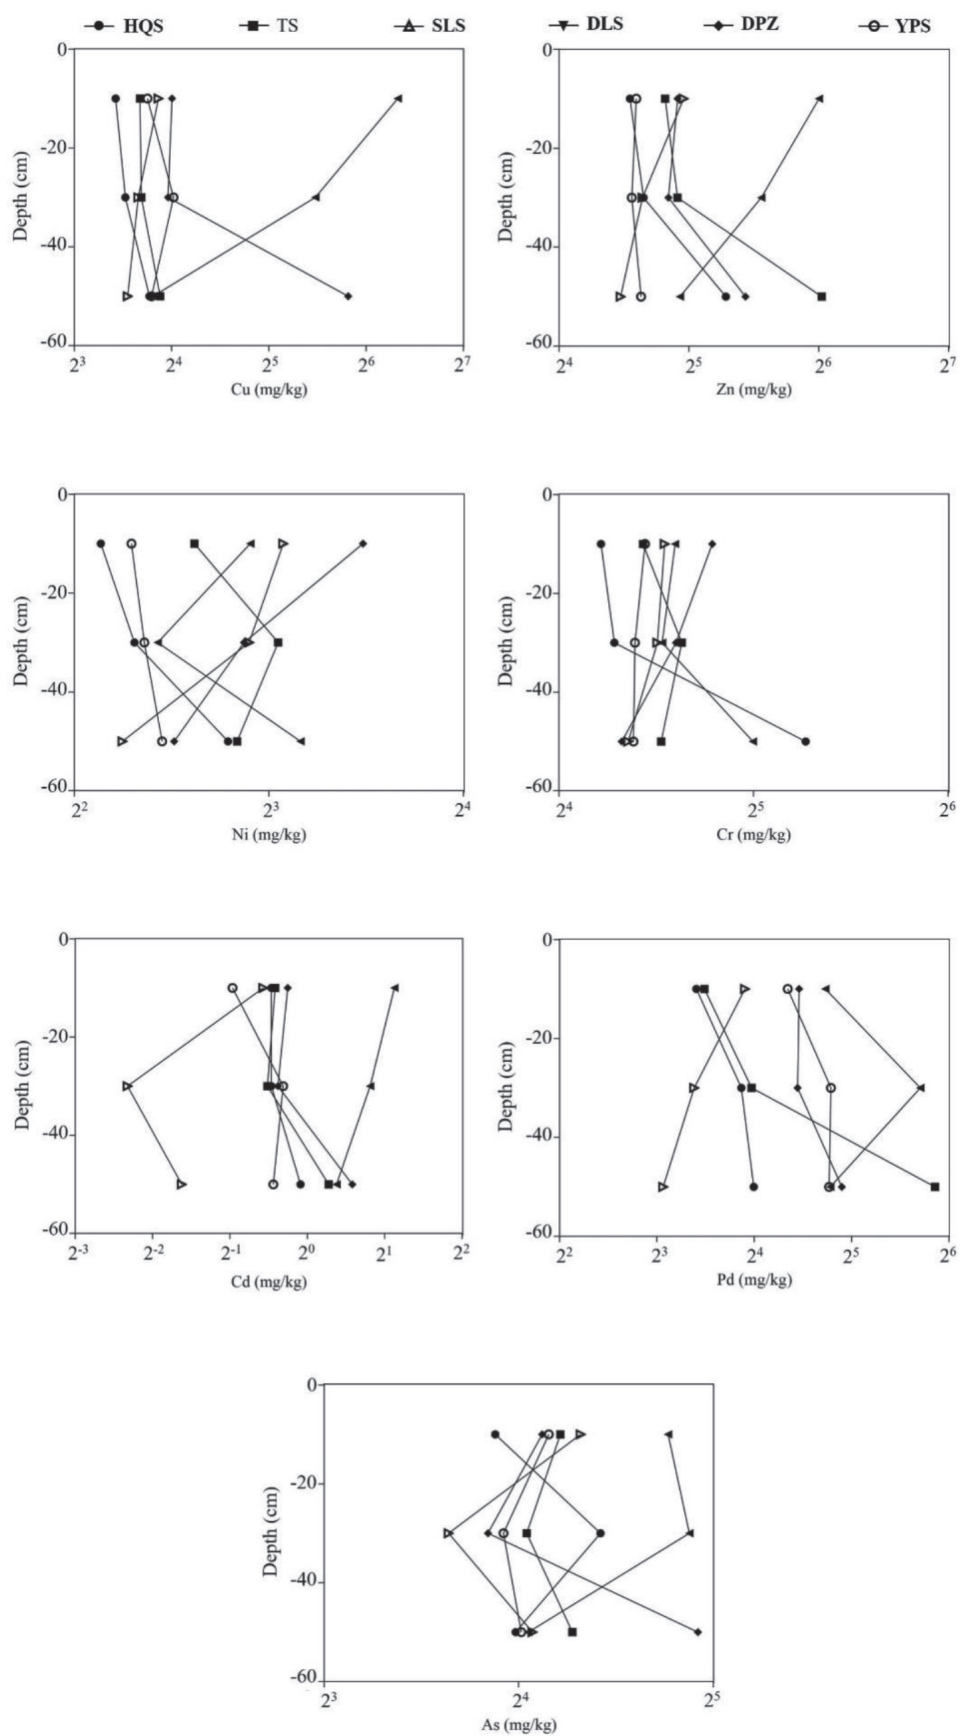 HQS TS SLS DLS DPZ YPS
0 -20 -40 -60
Depth (cm)
2³ 2⁴ 2⁵ 2⁶ 2⁷
Cu (mg/kg)
0 -20 -40 -60
Depth (cm)
2⁴ 2⁵ 2⁶ 2⁷
Zn (mg/kg)
0 -20 -40 -60
Depth (cm)
2² 2³ 2⁴
Ni (mg/kg)
0 -20 -40 -60
Depth (cm)
2⁴ 2⁵ 2⁶
Cr (mg/kg)
0 -20 -40 -60
Depth (cm)
2⁻³ 2⁻² 2⁻¹ 2⁰ 2¹ 2²
Cd (mg/kg)
0 -20 -40 -60
Depth (cm)
2² 2³ 2⁴ 2⁵ 2⁶
Pd (mg/kg)
0 -20 -40 -60
Depth (cm)
2³ 2⁴ 2⁵
As (mg/kg)